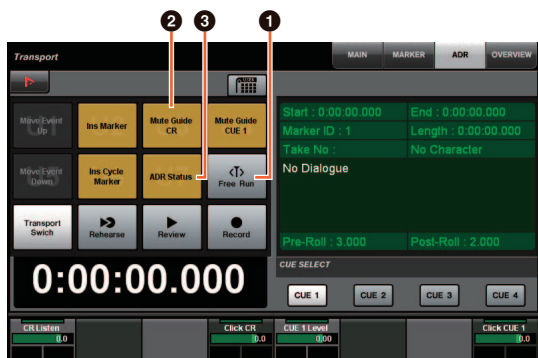 2 3 1
Transport
MAIN MARKER ADR OVERVIEW
USER
Move Event Up
Ins Marker
Mute Guide CR
Mute Guide CUE 1
Move Event Down
Ins Cycle Marker
ADR Status
<T> Free Run
Transport Swich
Rehearse
Review
Record
0:00:00.000
Start : 0:00:00.000 End : 0:00:00.000
Marker ID : 1 Length : 0:00:00.000
Take No : No Character
No Dialogue
Pre-Roll : 3.000 Post-Roll : 2.000
CUE SELECT
CUE 1 CUE 2 CUE 3 CUE 4
CR Listen Click CR CUE 1 Level Click CUE 1
0.0 0.0 0.00 0.0